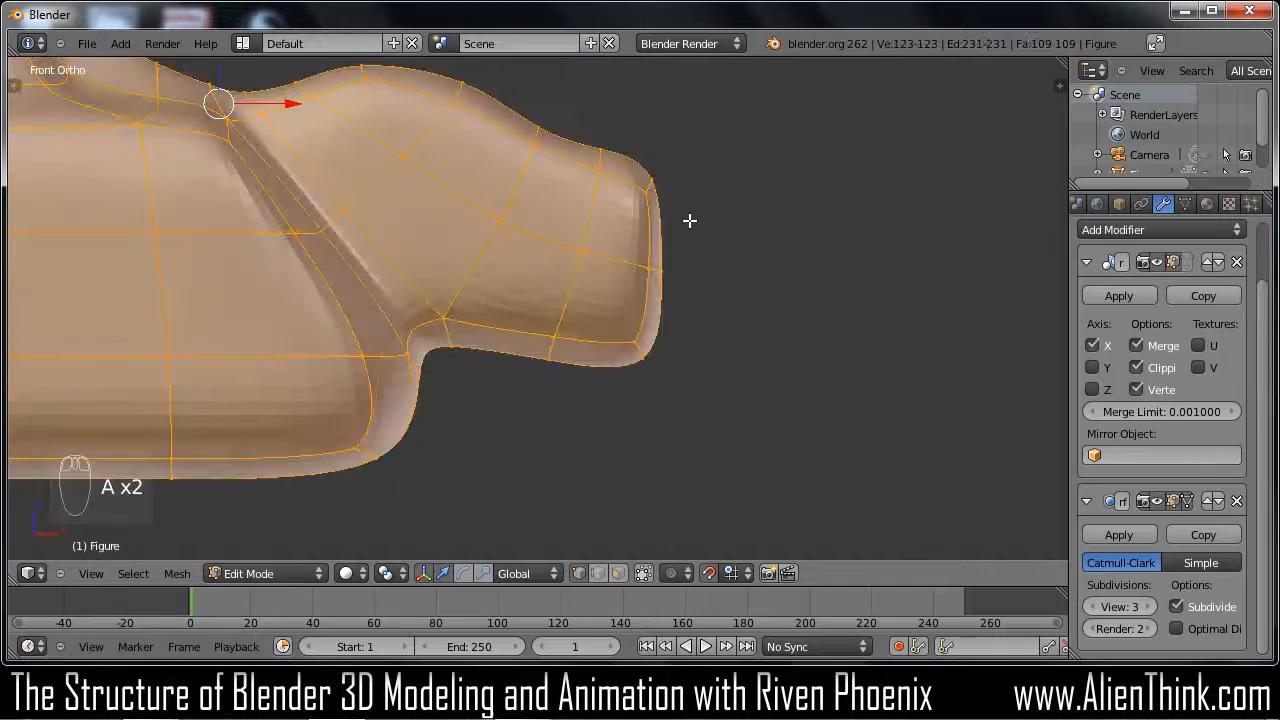 Blender
File Add Render Help Default Scene Blender Render blender.org 262 | Ve:123-123 | Ed:231-231 | Fa:109 109 | Figure
Front Ortho
View Search All Scen
Scene
RenderLayers
World
Camera
Add Modifier
r
Apply Copy
Axis: Options: Textures:
X Merge U
Y Clippi V
Z Verte
Merge Limit: 0.001000
Mirror Object:
rf
Apply Copy
Catmull-Clark Simple
Subdivisions: Options:
View: 3 Subdivide
Render: 2 Optimal Di
A x2
(1) Figure
View Select Mesh Edit Mode Global
-40 -20 0 20 40 60 80 100 120 140 160 180 200 220 240 260
View Marker Frame Playback Start: 1 End: 250 1 No Sync
The Structure of Blender 3D Modeling and Animation with Riven Phoenix www.AlienThink.com